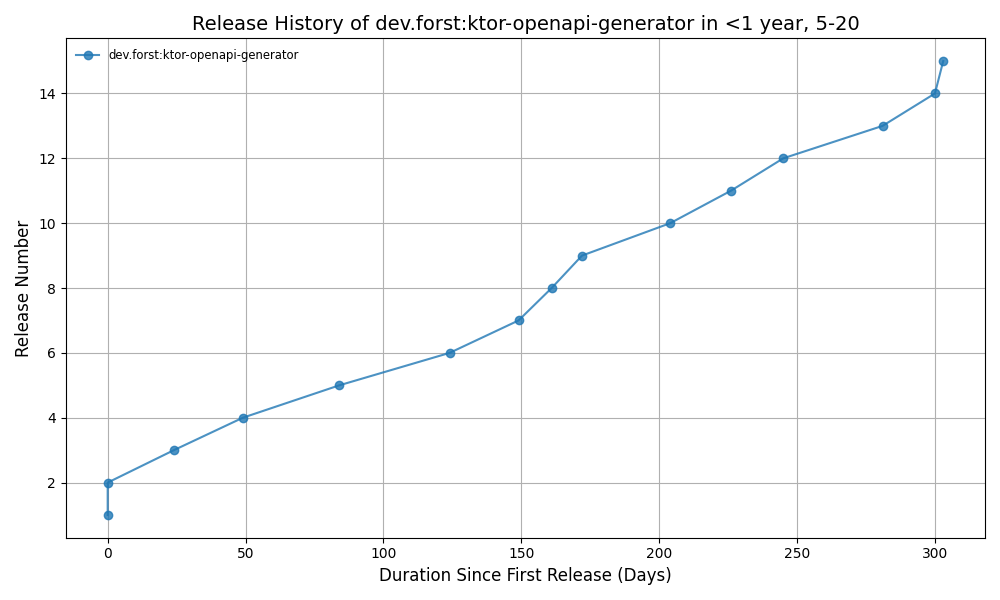 Release History of dev.forst:ktor-openapi-generator in <1 year, 5-20
dev.forst:ktor-openapi-generator
Release Number
14
12
10
8
6
4
2
0 50 100 150 200 250 300
Duration Since First Release (Days)